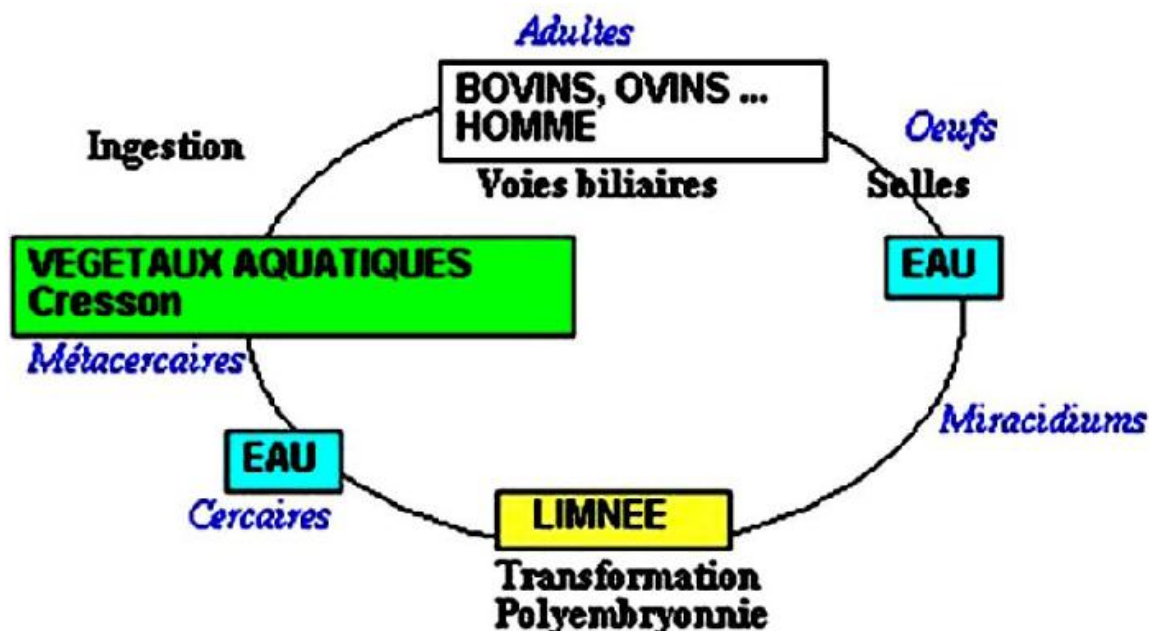 Adultes
BOVINS, OVINS ...
HOMME
Oeufs
Ingestion
Voies biliaires
Selles
VEGETAUX AQUATIQUES
Cresson
EAU
Métacercaires
Miracidiums
EAU
Cercaires
LIMNEE
Transformation
Polyembryonnie